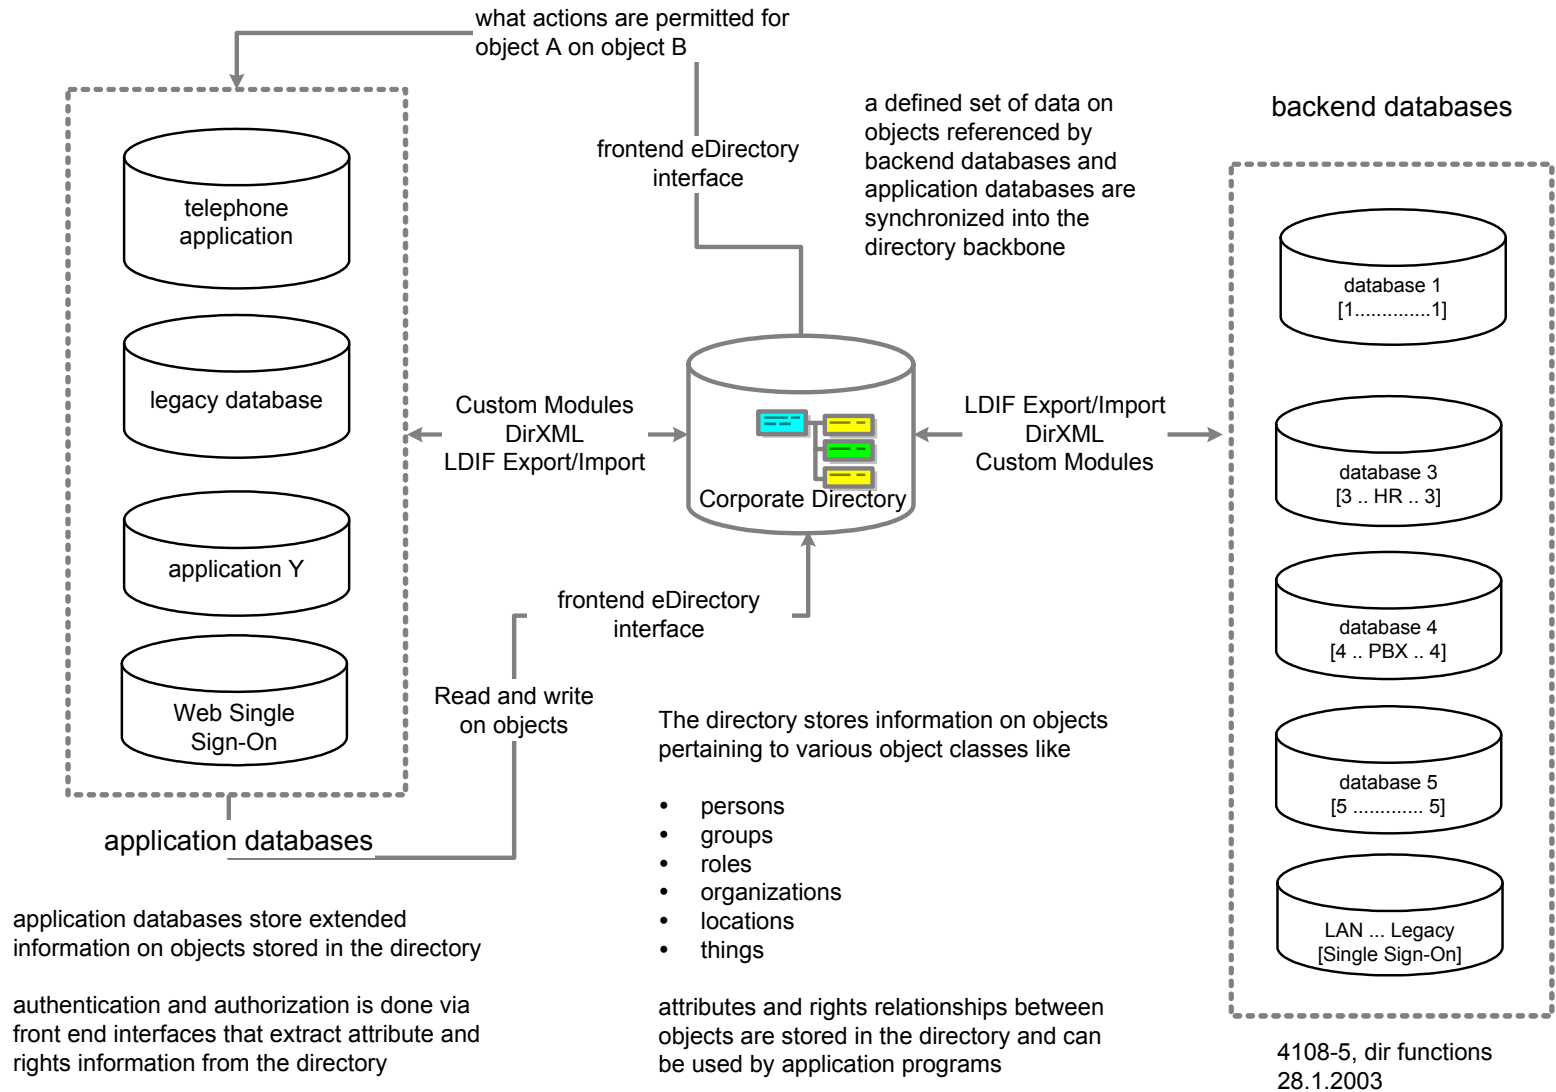 what actions are permitted for
object A on object B
frontend eDirectory
interface
a defined set of data on
objects referenced by
backend databases and
application databases are
synchronized into the
directory backbone
backend databases
telephone
application
legacy database
application Y
Web Single
Sign-On
application databases
Custom Modules
DirXML
LDIF Export/Import
Corporate Directory
LDIF Export/Import
DirXML
Custom Modules
database 1
[1..............1]
database 3
[3 .. HR .. 3]
database 4
[4 .. PBX .. 4]
database 5
[5 ............. 5]
LAN ... Legacy
[Single Sign-On]
frontend eDirectory
interface
Read and write
on objects
The directory stores information on objects
pertaining to various object classes like
• persons
• groups
• roles
• organizations
• locations
• things
attributes and rights relationships between
objects are stored in the directory and can
be used by application programs
application databases store extended
information on objects stored in the directory
authentication and authorization is done via
front end interfaces that extract attribute and
rights information from the directory
4108-5, dir functions
28.1.2003